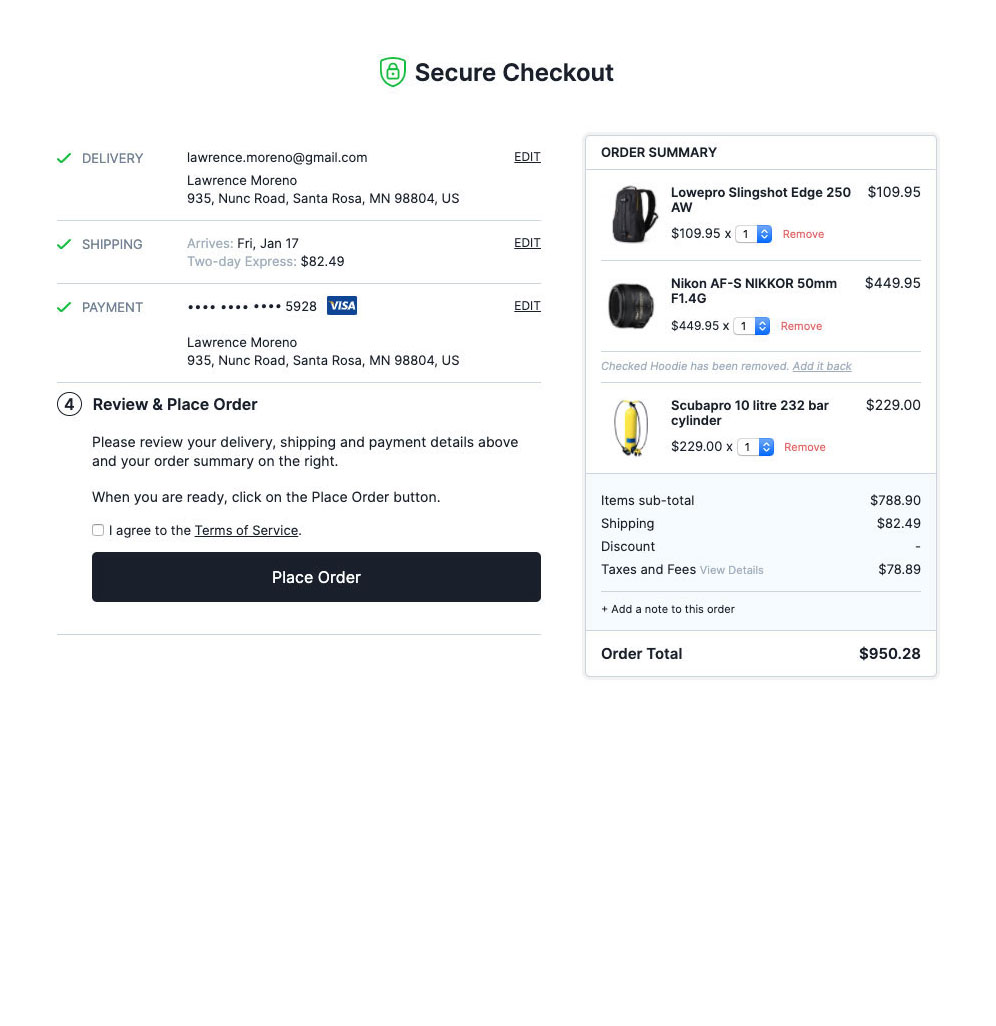 Secure Checkout
DELIVERY
lawrence.moreno@gmail.com
EDIT
Lawrence Moreno
935, Nunc Road, Santa Rosa, MN 98804, US
SHIPPING
Arrives: Fri, Jan 17
EDIT
Two-day Express: $82.49
PAYMENT
•••• •••• •••• 5928 VISA
EDIT
Lawrence Moreno
935, Nunc Road, Santa Rosa, MN 98804, US
4 Review & Place Order
Please review your delivery, shipping and payment details above
and your order summary on the right.
When you are ready, click on the Place Order button.
I agree to the Terms of Service.
Place Order
ORDER SUMMARY
Lowepro Slingshot Edge 250
AW
$109.95
$109.95 x 1 Remove
Nikon AF-S NIKKOR 50mm
F1.4G
$449.95
$449.95 x 1 Remove
Checked Hoodie has been removed. Add it back
Scubapro 10 litre 232 bar
cylinder
$229.00
$229.00 x 1 Remove
Items sub-total $788.90
Shipping $82.49
Discount -
Taxes and Fees View Details $78.89
+ Add a note to this order
Order Total $950.28